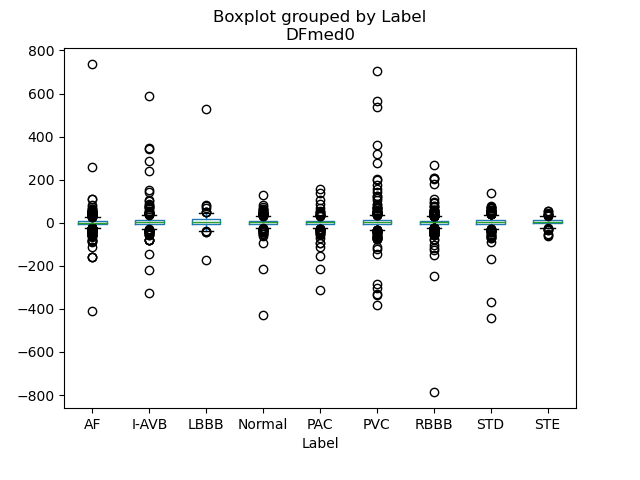 Boxplot grouped by Label
DFmed0
800
600
400
200
0
−200
−400
−600
−800
AF I-AVB LBBB Normal PAC PVC RBBB STD STE
Label